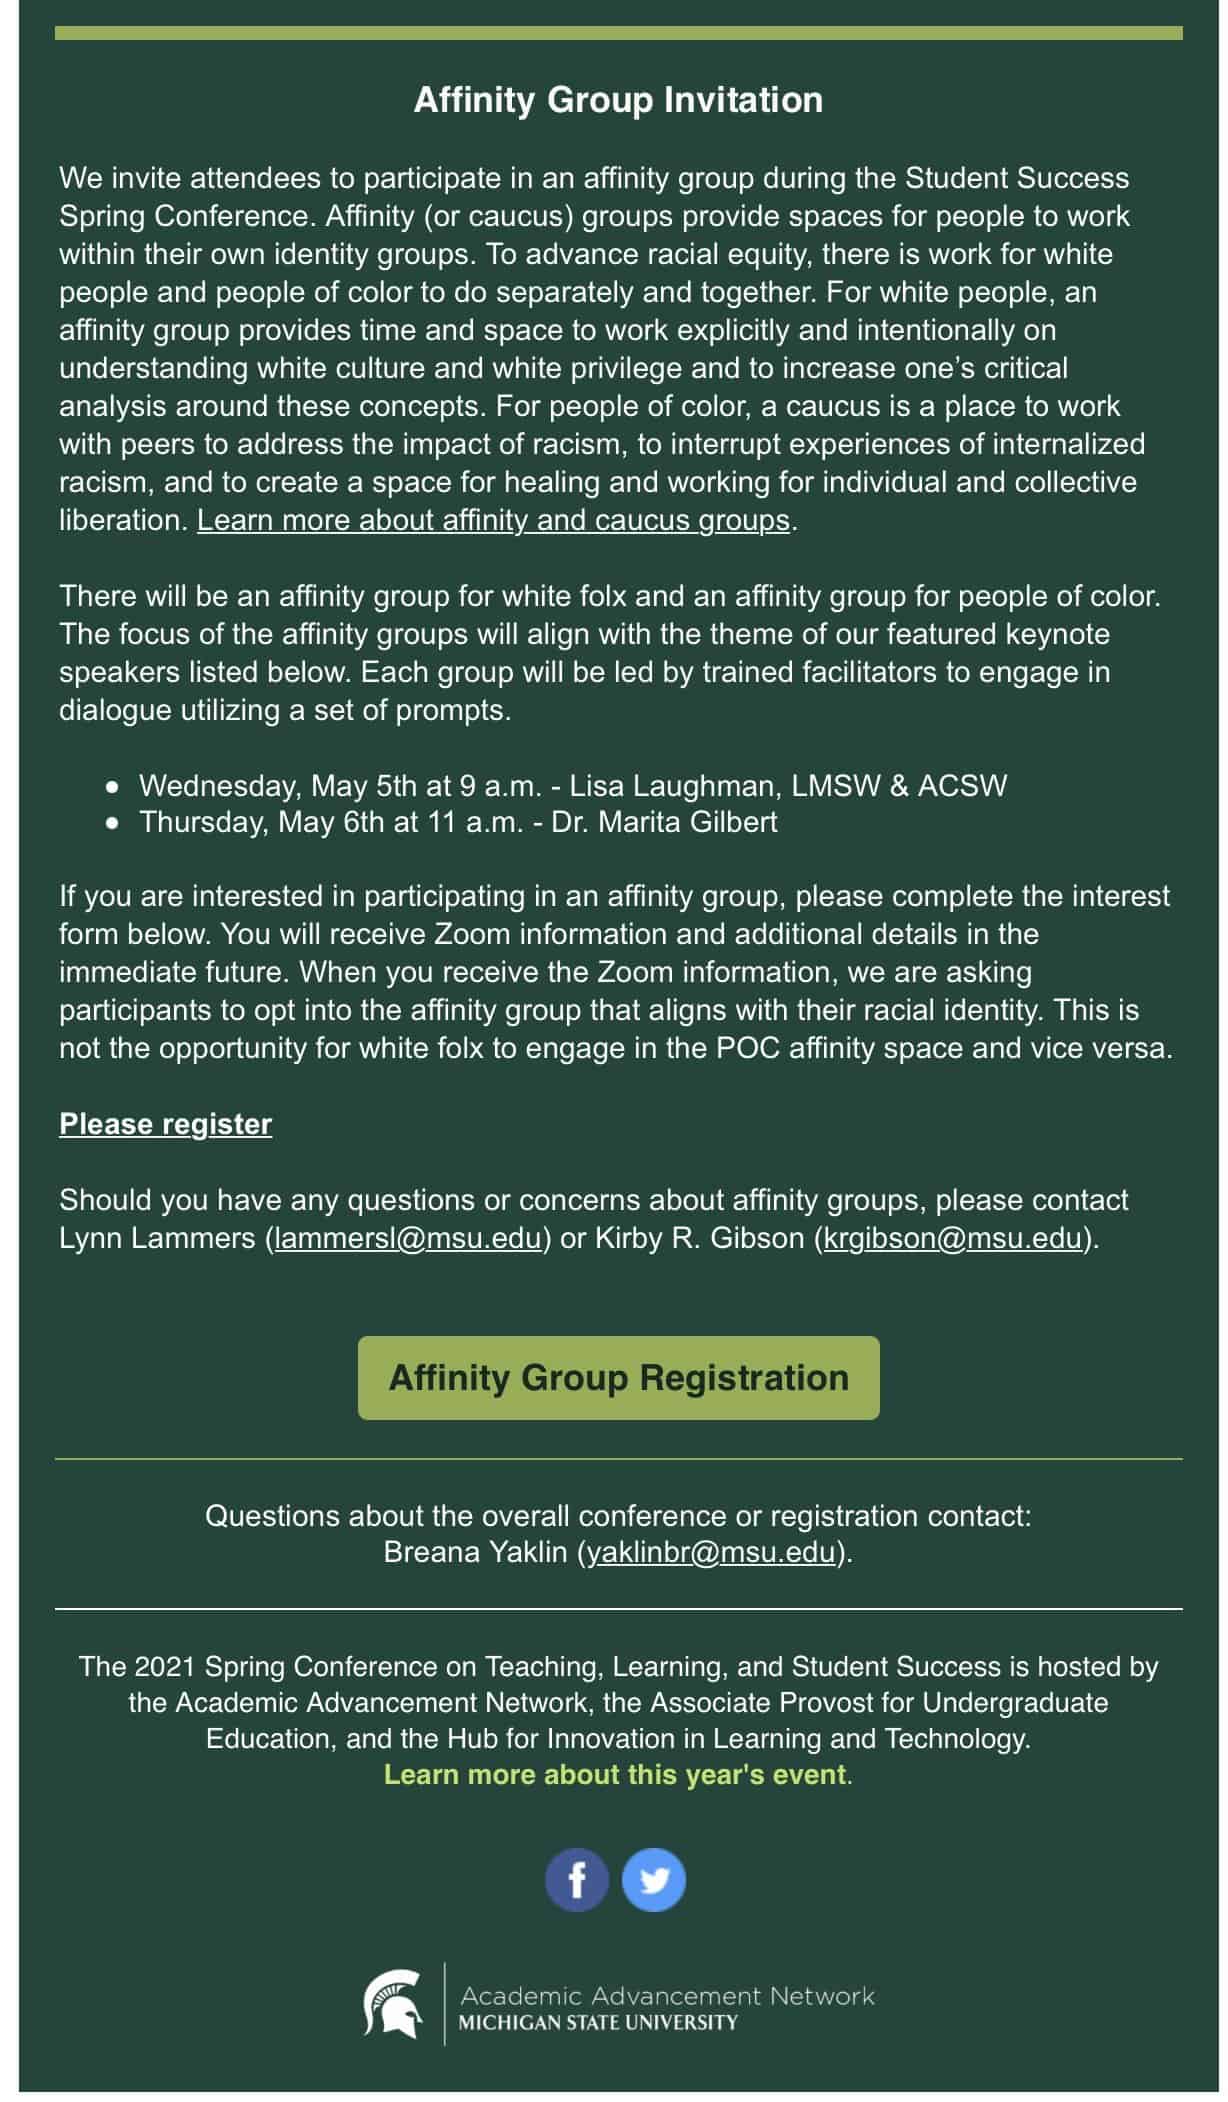 Affinity Group Invitation
We invite attendees to participate in an affinity group during the Student Success
Spring Conference. Affinity (or caucus) groups provide spaces for people to work
within their own identity groups. To advance racial equity, there is work for white
people and people of color to do separately and together. For white people, an
affinity group provides time and space to work explicitly and intentionally on
understanding white culture and white privilege and to increase one’s critical
analysis around these concepts. For people of color, a caucus is a place to work
with peers to address the impact of racism, to interrupt experiences of internalized
racism, and to create a space for healing and working for individual and collective
liberation. Learn more about affinity and caucus groups.
There will be an affinity group for white folx and an affinity group for people of color.
The focus of the affinity groups will align with the theme of our featured keynote
speakers listed below. Each group will be led by trained facilitators to engage in
dialogue utilizing a set of prompts.
• Wednesday, May 5th at 9 a.m. - Lisa Laughman, LMSW & ACSW
• Thursday, May 6th at 11 a.m. - Dr. Marita Gilbert
If you are interested in participating in an affinity group, please complete the interest
form below. You will receive Zoom information and additional details in the
immediate future. When you receive the Zoom information, we are asking
participants to opt into the affinity group that aligns with their racial identity. This is
not the opportunity for white folx to engage in the POC affinity space and vice versa.
Please register
Should you have any questions or concerns about affinity groups, please contact
Lynn Lammers (lammersl@msu.edu) or Kirby R. Gibson (krgibson@msu.edu).
Affinity Group Registration
Questions about the overall conference or registration contact:
Breana Yaklin (yaklinbr@msu.edu).
The 2021 Spring Conference on Teaching, Learning, and Student Success is hosted by
the Academic Advancement Network, the Associate Provost for Undergraduate
Education, and the Hub for Innovation in Learning and Technology.
Learn more about this year's event.
Academic Advancement Network
MICHIGAN STATE UNIVERSITY